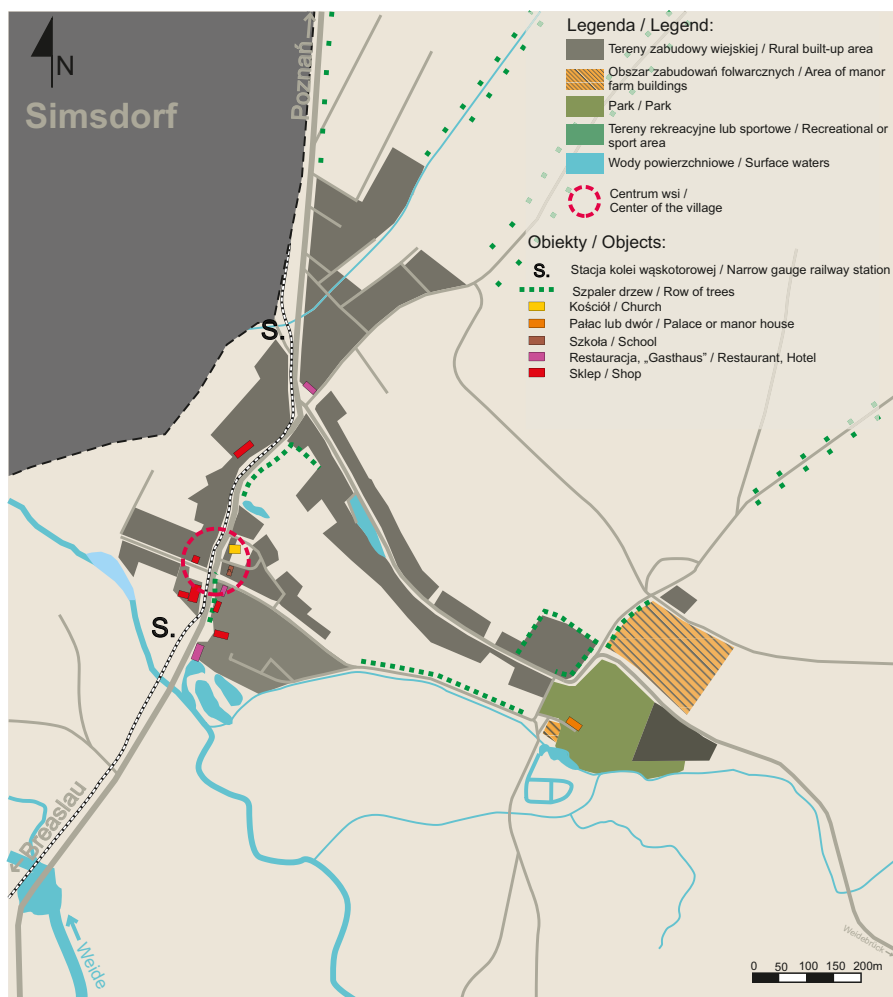 Poznań
N
Simsdorf
Legenda / Legend:
Tereny zabudowy wiejskiej / Rural built-up area
Obszar zabudowań folwarcznych / Area of manor
farm buildings
Park / Park
Tereny rekreacyjne lub sportowe / Recreational or
sport area
Wody powierzchniowe / Surface waters
Centrum wsi /
Center of the village
Obiekty / Objects:
S. Stacja kolei wąskotorowej / Narrow gauge railway station
Szpaler drzew / Row of trees
Kościół / Church
Pałac lub dwór / Palace or manor house
Szkoła / School
Restauracja, „Gasthaus” / Restaurant, Hotel
Sklep / Shop
S.
S.
Breaslau
Weide
Weidebrück
0 50 100 150 200m